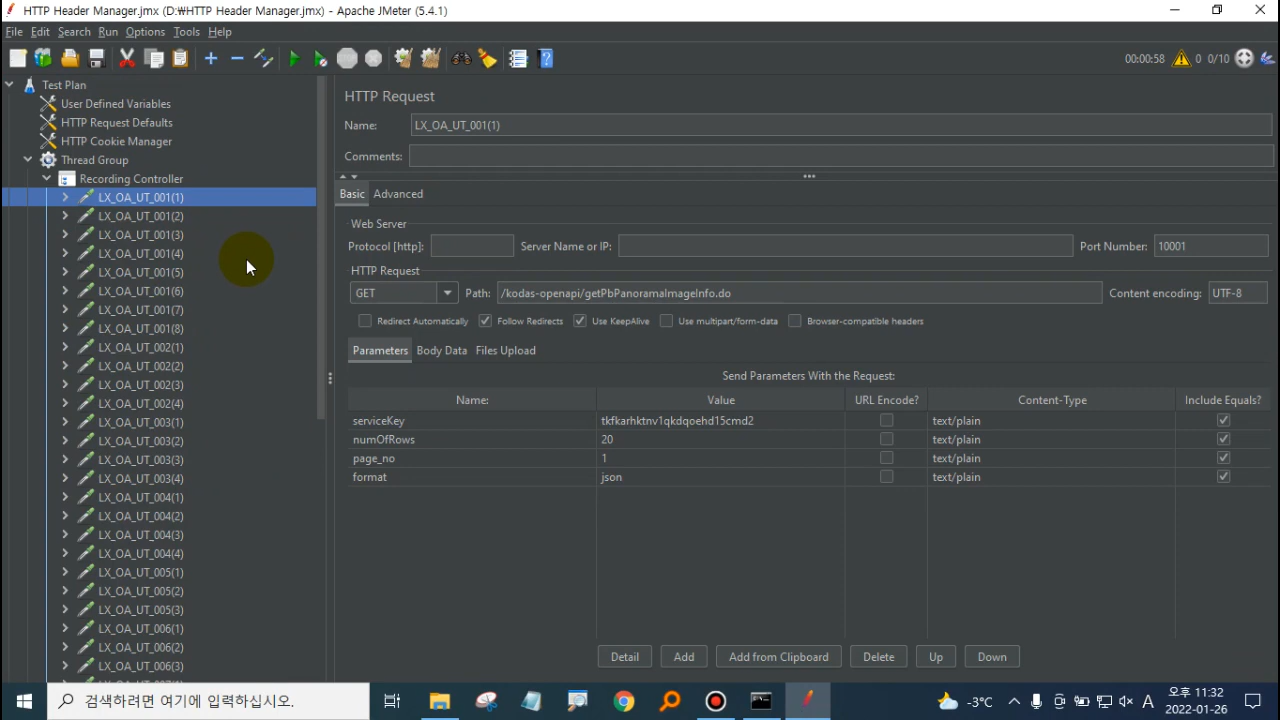 HTTP Header Manager.jmx (D:₩HTTP Header Manager.jmx) - Apache JMeter (5.4.1)
File Edit Search Run Options Tools Help
00:00:58 0 0/10
Test Plan
User Defined Variables
HTTP Request Defaults
HTTP Cookie Manager
Thread Group
Recording Controller
LX_OA_UT_001(1)
LX_OA_UT_001(2)
LX_OA_UT_001(3)
LX_OA_UT_001(4)
LX_OA_UT_001(5)
LX_OA_UT_001(6)
LX_OA_UT_001(7)
LX_OA_UT_001(8)
LX_OA_UT_002(1)
LX_OA_UT_002(2)
LX_OA_UT_002(3)
LX_OA_UT_002(4)
LX_OA_UT_003(1)
LX_OA_UT_003(2)
LX_OA_UT_003(3)
LX_OA_UT_003(4)
LX_OA_UT_004(1)
LX_OA_UT_004(2)
LX_OA_UT_004(3)
LX_OA_UT_004(4)
LX_OA_UT_005(1)
LX_OA_UT_005(2)
LX_OA_UT_005(3)
LX_OA_UT_006(1)
LX_OA_UT_006(2)
LX_OA_UT_006(3)
HTTP Request
Name: LX_OA_UT_001(1)
Comments:
Basic Advanced
Web Server
Protocol [http]: Server Name or IP: Port Number: 10001
HTTP Request
GET Path: /kodas-openapi/getPbPanoramaImageInfo.do Content encoding: UTF-8
Redirect Automatically Follow Redirects Use KeepAlive Use multipart/form-data Browser-compatible headers
Parameters Body Data Files Upload
Send Parameters With the Request:
Name: Value URL Encode? Content-Type Include Equals?
serviceKey tkfkarhktnv1qkdqoehd15cmd2 text/plain
numOfRows 20 text/plain
page_no 1 text/plain
format json text/plain
Detail Add Add from Clipboard Delete Up Down
검색하려면 여기에 입력하십시오.
-3°C A 오후 11:32
2022-01-26